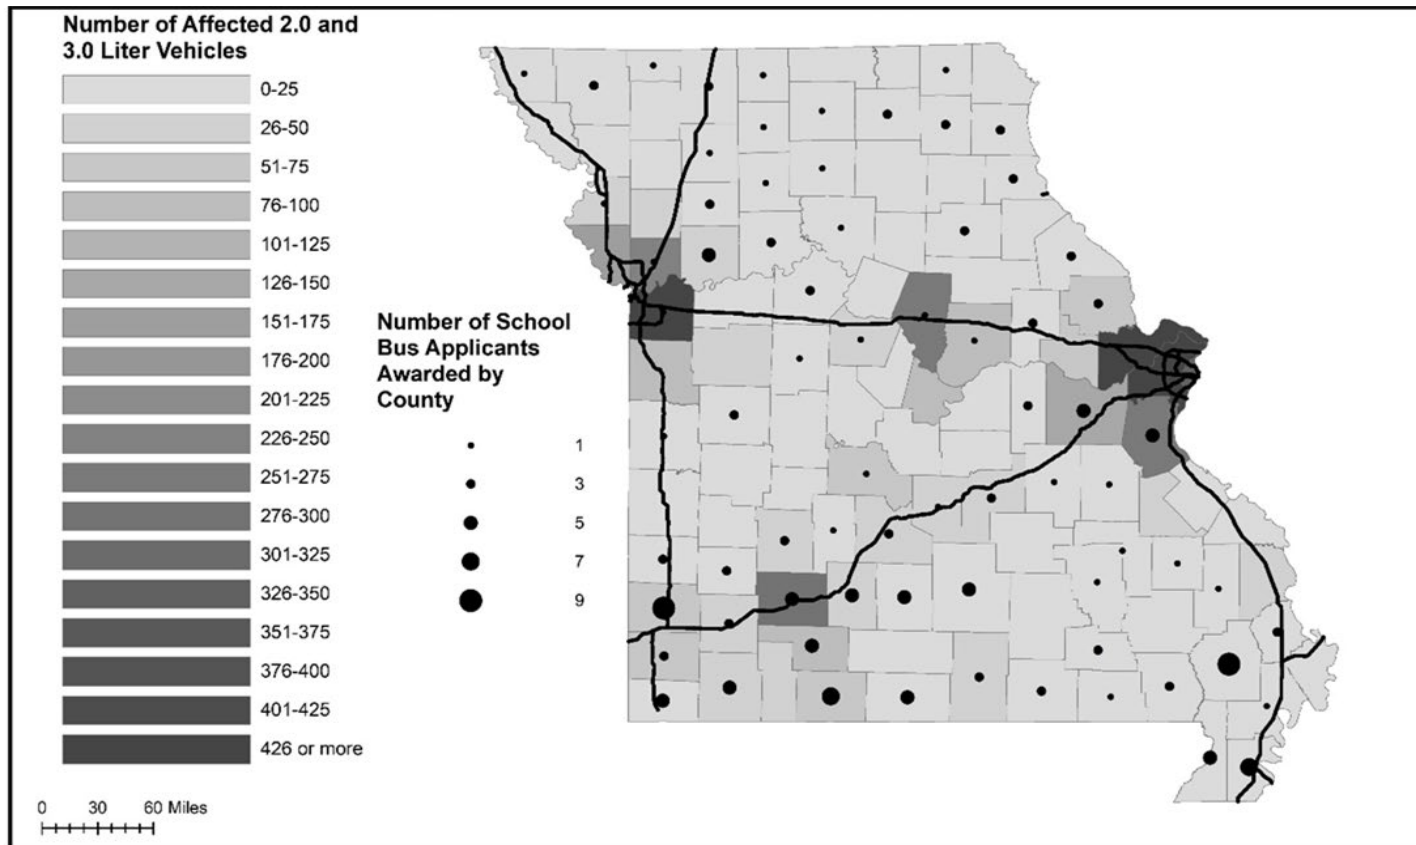 Number of Affected 2.0 and
3.0 Liter Vehicles
0-25
26-50
51-75
76-100
101-125
126-150
151-175
176-200
201-225
226-250
251-275
276-300
301-325
326-350
351-375
376-400
401-425
426 or more
0 30 60 Miles
Number of School
Bus Applicants
Awarded by
County
1
3
5
7
9